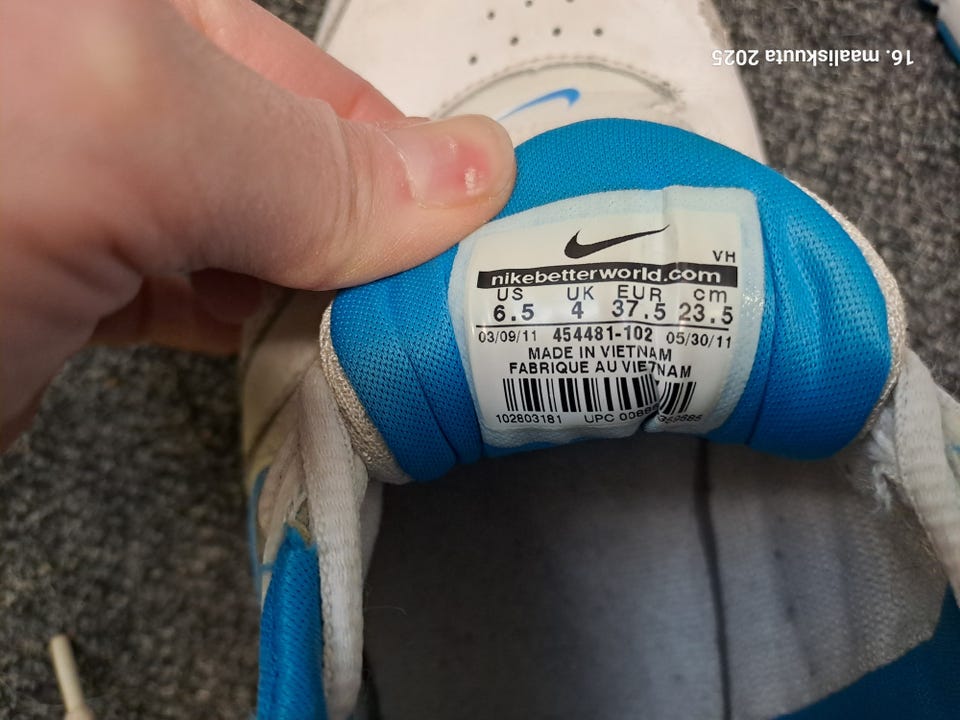 16. maaliskuuta 2025
VH
nikebetterworld.com
US UK EUR cm
6.5 4 37.5 23.5
03/09/11 454481-102 05/30/11
MADE IN VIETNAM
FABRIQUE AU VIETNAM
102803181 UPC